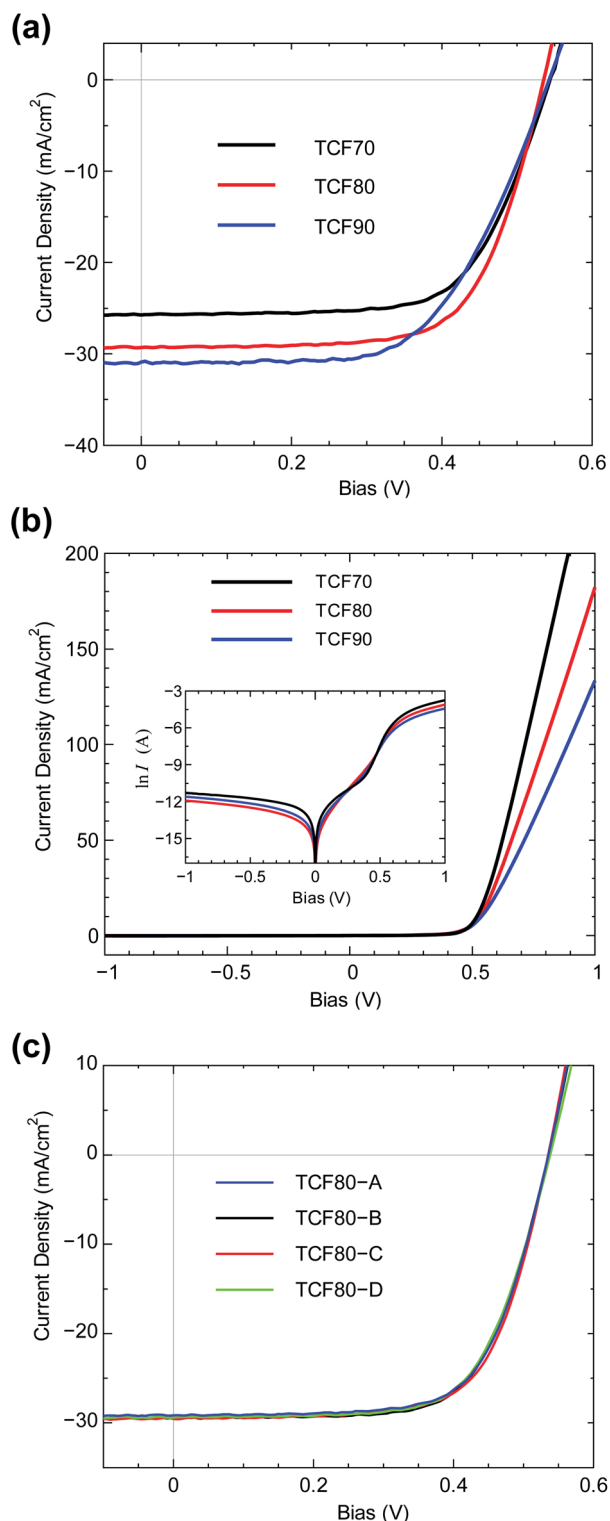 (a)
0
−10
−20
−30
−40
Current Density (mA/cm²)
TCF70
TCF80
TCF90
0
0.2
0.4
0.6
Bias (V)
(b)
200
150
100
50
0
Current Density (mA/cm²)
TCF70
TCF80
TCF90
−3
−6
−9
−12
−15
ln I (A)
−1
−0.5
0
0.5
1
Bias (V)
−1
−0.5
0
0.5
1
Bias (V)
(c)
10
0
−10
−20
−30
Current Density (mA/cm²)
TCF80−A
TCF80−B
TCF80−C
TCF80−D
0
0.2
0.4
0.6
Bias (V)